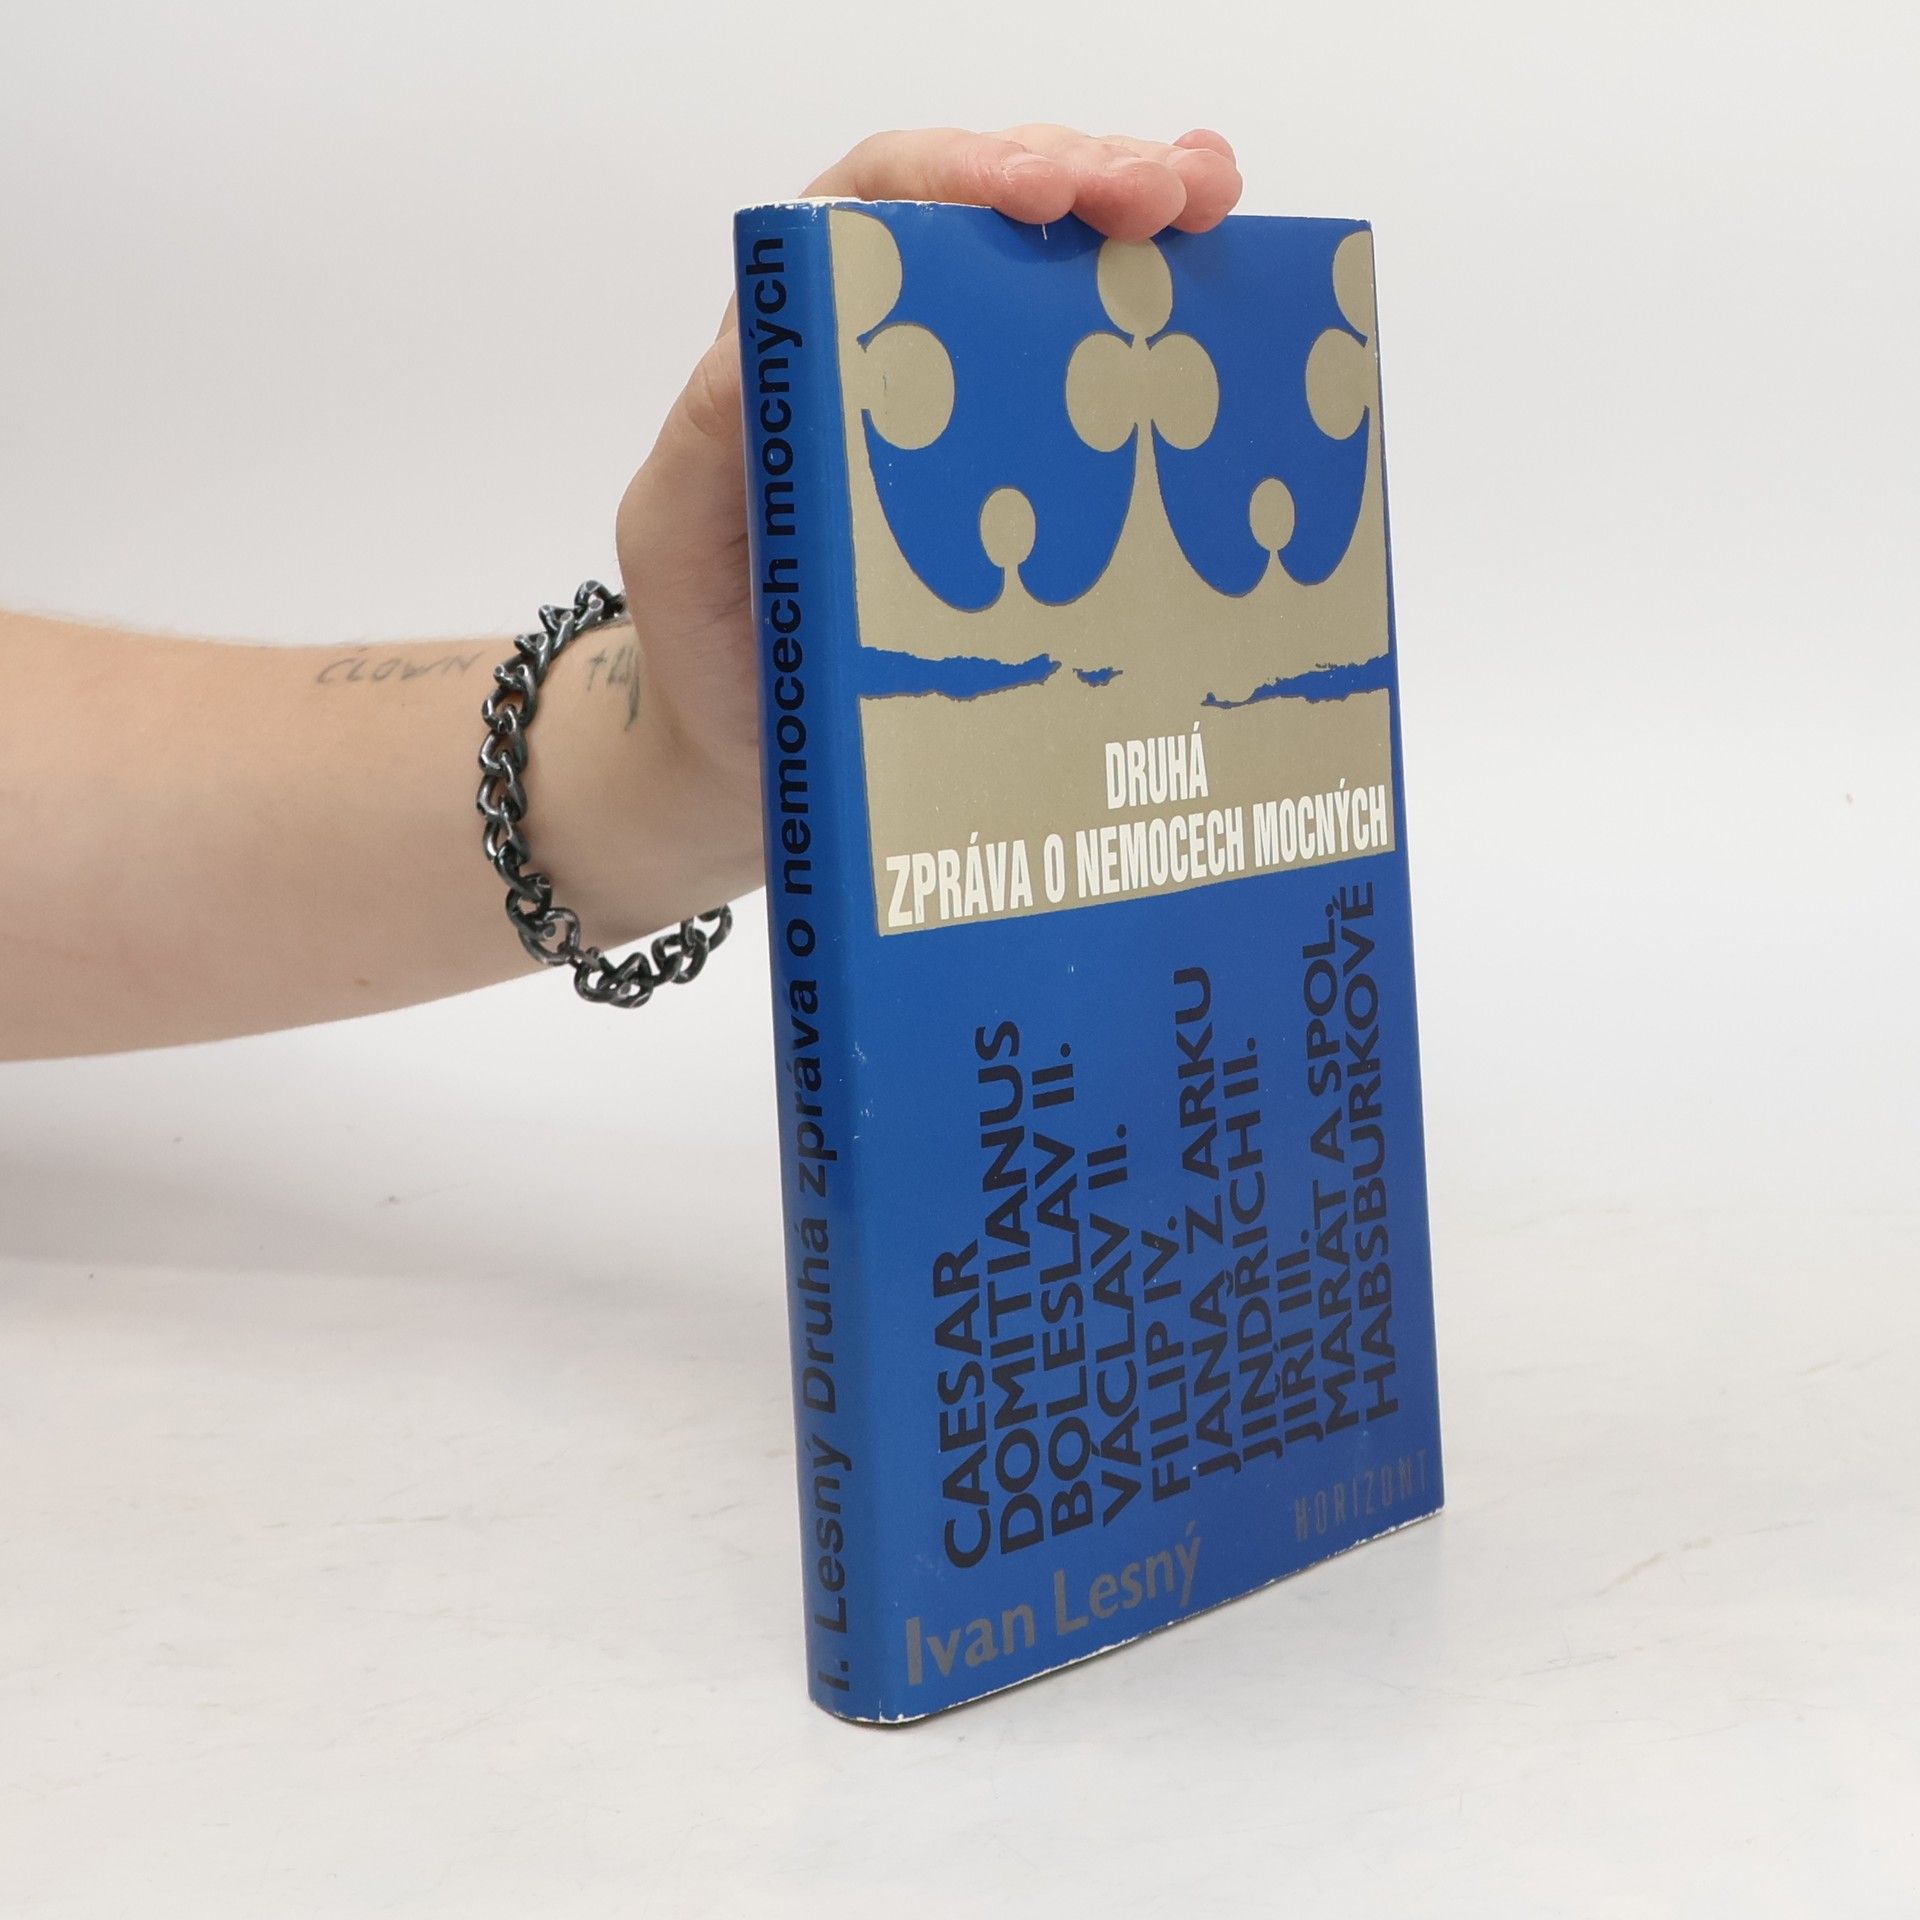 I. Lesný Druhá zpráva o nemocech mocných
DRUHÁ
ZPRÁVA O NEMOCECH MOCNÝCH
CAESAR
DOMITIANUS
BOLESLAV II.
VÁCLAV II.
FILIP IV.
JANA Z ARKU
JINDŘICH II.
JIŘÍ III.
MARAT A SPOL.
HABSBURKOVÉ
Ivan Lesný
HORIZONT
CLOWN